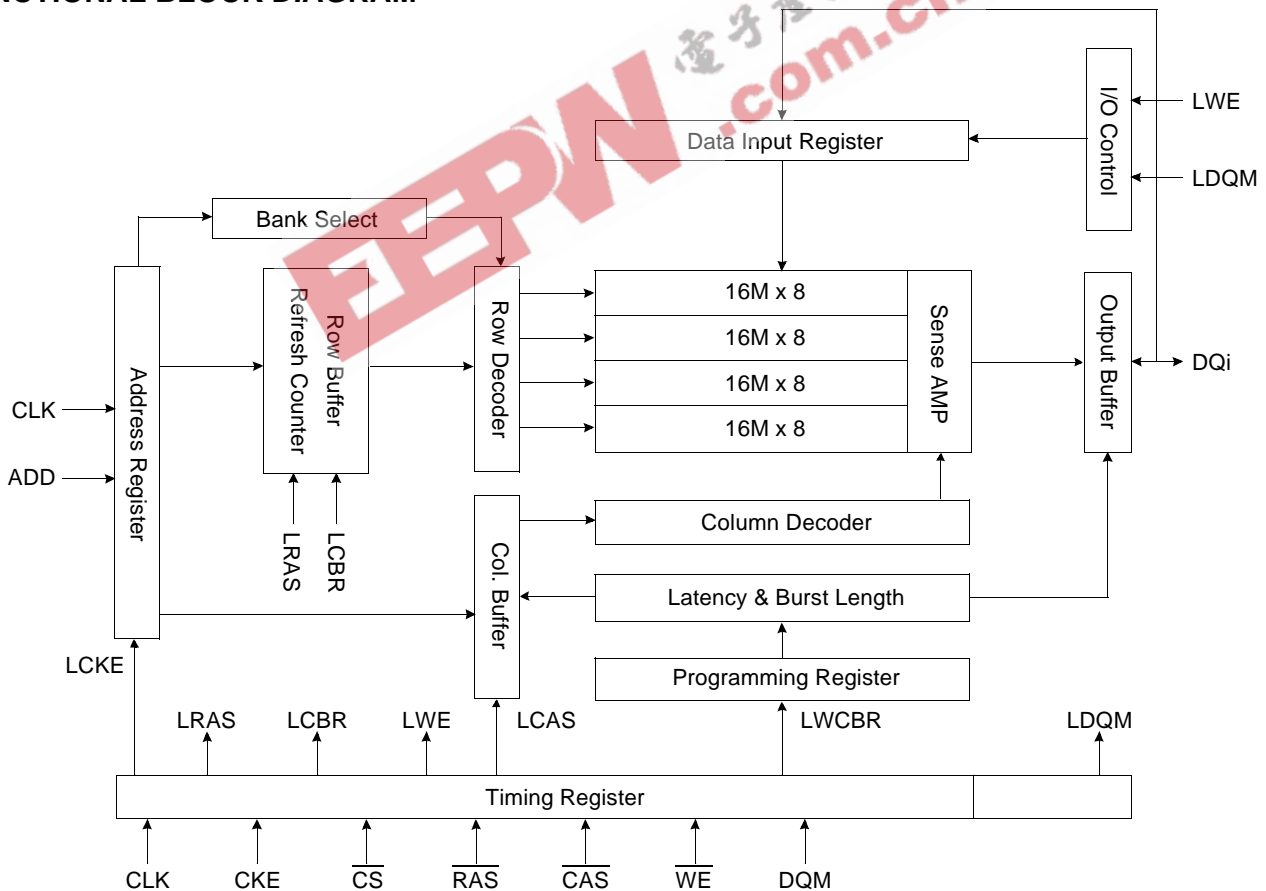 NCTIONAL BLOCK DIAGRAM
電子產
EEPW
.com.cn
I/O Control
LWE
LDQM
Data Input Register
Bank Select
Address Register
Refresh Counter
Row Buffer
Row Decoder
16M x 8
16M x 8
16M x 8
16M x 8
Sense AMP
Output Buffer
DQi
CLK
ADD
LRAS
LCBR
Col. Buffer
Column Decoder
Latency & Burst Length
Programming Register
LCKE
LRAS
LCBR
LWE
LCAS
LWCBR
LDQM
Timing Register
CLK
CKE
CS
RAS
CAS
WE
DQM